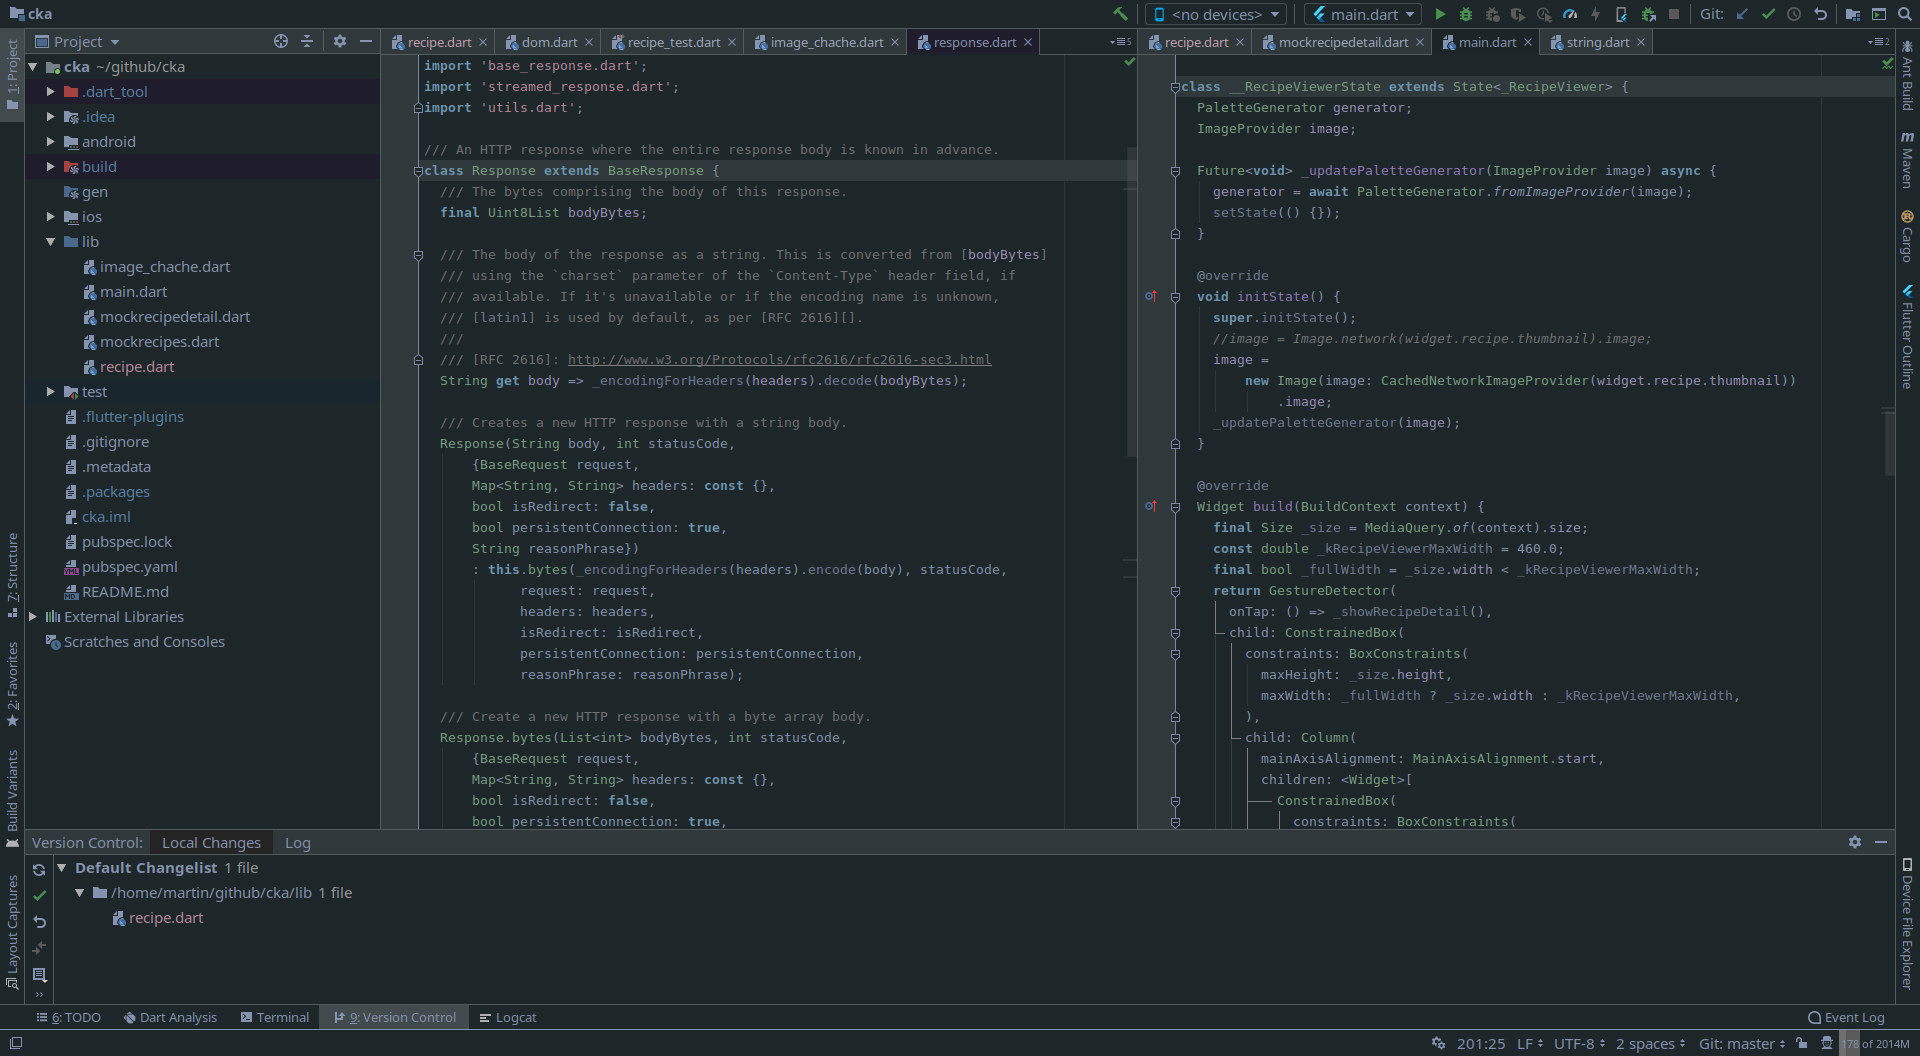 cka
<no devices>
main.dart
Git:
1: Project
Project
recipe.dart
dom.dart
recipe_test.dart
image_chache.dart
response.dart
5
recipe.dart
mockrecipedetail.dart
main.dart
string.dart
2
cka ~/github/cka
.dart_tool
.idea
android
build
gen
ios
lib
image_chache.dart
main.dart
mockrecipedetail.dart
mockrecipes.dart
recipe.dart
test
.flutter-plugins
.gitignore
.metadata
.packages
cka.iml
pubspec.lock
pubspec.yaml
README.md
External Libraries
Scratches and Consoles
import 'base_response.dart';
import 'streamed_response.dart';
import 'utils.dart';
/// An HTTP response where the entire response body is known in advance.
class Response extends BaseResponse {
/// The bytes comprising the body of this response.
final Uint8List bodyBytes;
/// The body of the response as a string. This is converted from [bodyBytes]
/// using the `charset` parameter of the `Content-Type` header field, if
/// available. If it's unavailable or if the encoding name is unknown,
/// [latin1] is used by default, as per [RFC 2616][].
///
/// [RFC 2616]: http://www.w3.org/Protocols/rfc2616/rfc2616-sec3.html
String get body => _encodingForHeaders(headers).decode(bodyBytes);
/// Creates a new HTTP response with a string body.
Response(String body, int statusCode,
{BaseRequest request,
Map<String, String> headers: const {},
bool isRedirect: false,
bool persistentConnection: true,
String reasonPhrase})
: this.bytes(_encodingForHeaders(headers).encode(body), statusCode,
request: request,
headers: headers,
isRedirect: isRedirect,
persistentConnection: persistentConnection,
reasonPhrase: reasonPhrase);
/// Create a new HTTP response with a byte array body.
Response.bytes(List<int> bodyBytes, int statusCode,
{BaseRequest request,
Map<String, String> headers: const {},
bool isRedirect: false,
bool persistentConnection: true,
class __RecipeViewerState extends State<_RecipeViewer> {
PaletteGenerator generator;
ImageProvider image;
Future<void> _updatePaletteGenerator(ImageProvider image) async {
generator = await PaletteGenerator.fromImageProvider(image);
setState(() {});
}
@override
void initState() {
super.initState();
//image = Image.network(widget.recipe.thumbnail).image;
image =
new Image(image: CachedNetworkImageProvider(widget.recipe.thumbnail))
.image;
_updatePaletteGenerator(image);
}
@override
Widget build(BuildContext context) {
final Size _size = MediaQuery.of(context).size;
const double _kRecipeViewerMaxWidth = 460.0;
final bool _fullWidth = _size.width < _kRecipeViewerMaxWidth;
return GestureDetector(
onTap: () => _showRecipeDetail(),
child: ConstrainedBox(
constraints: BoxConstraints(
maxHeight: _size.height,
maxWidth: _fullWidth ? _size.width : _kRecipeViewerMaxWidth,
),
child: Column(
mainAxisAlignment: MainAxisAlignment.start,
children: <Widget>[
ConstrainedBox(
constraints: BoxConstraints(
Ant Build
Maven
Cargo
Flutter Outline
Device File Explorer
7: Structure
2: Favorites
Build Variants
Layout Captures
Version Control:
Local Changes
Log
Default Changelist 1 file
/home/martin/github/cka/lib 1 file
recipe.dart
6: TODO
Dart Analysis
Terminal
9: Version Control
Logcat
Event Log
201:25
LF
UTF-8
2 spaces
Git: master
178 of 2014M